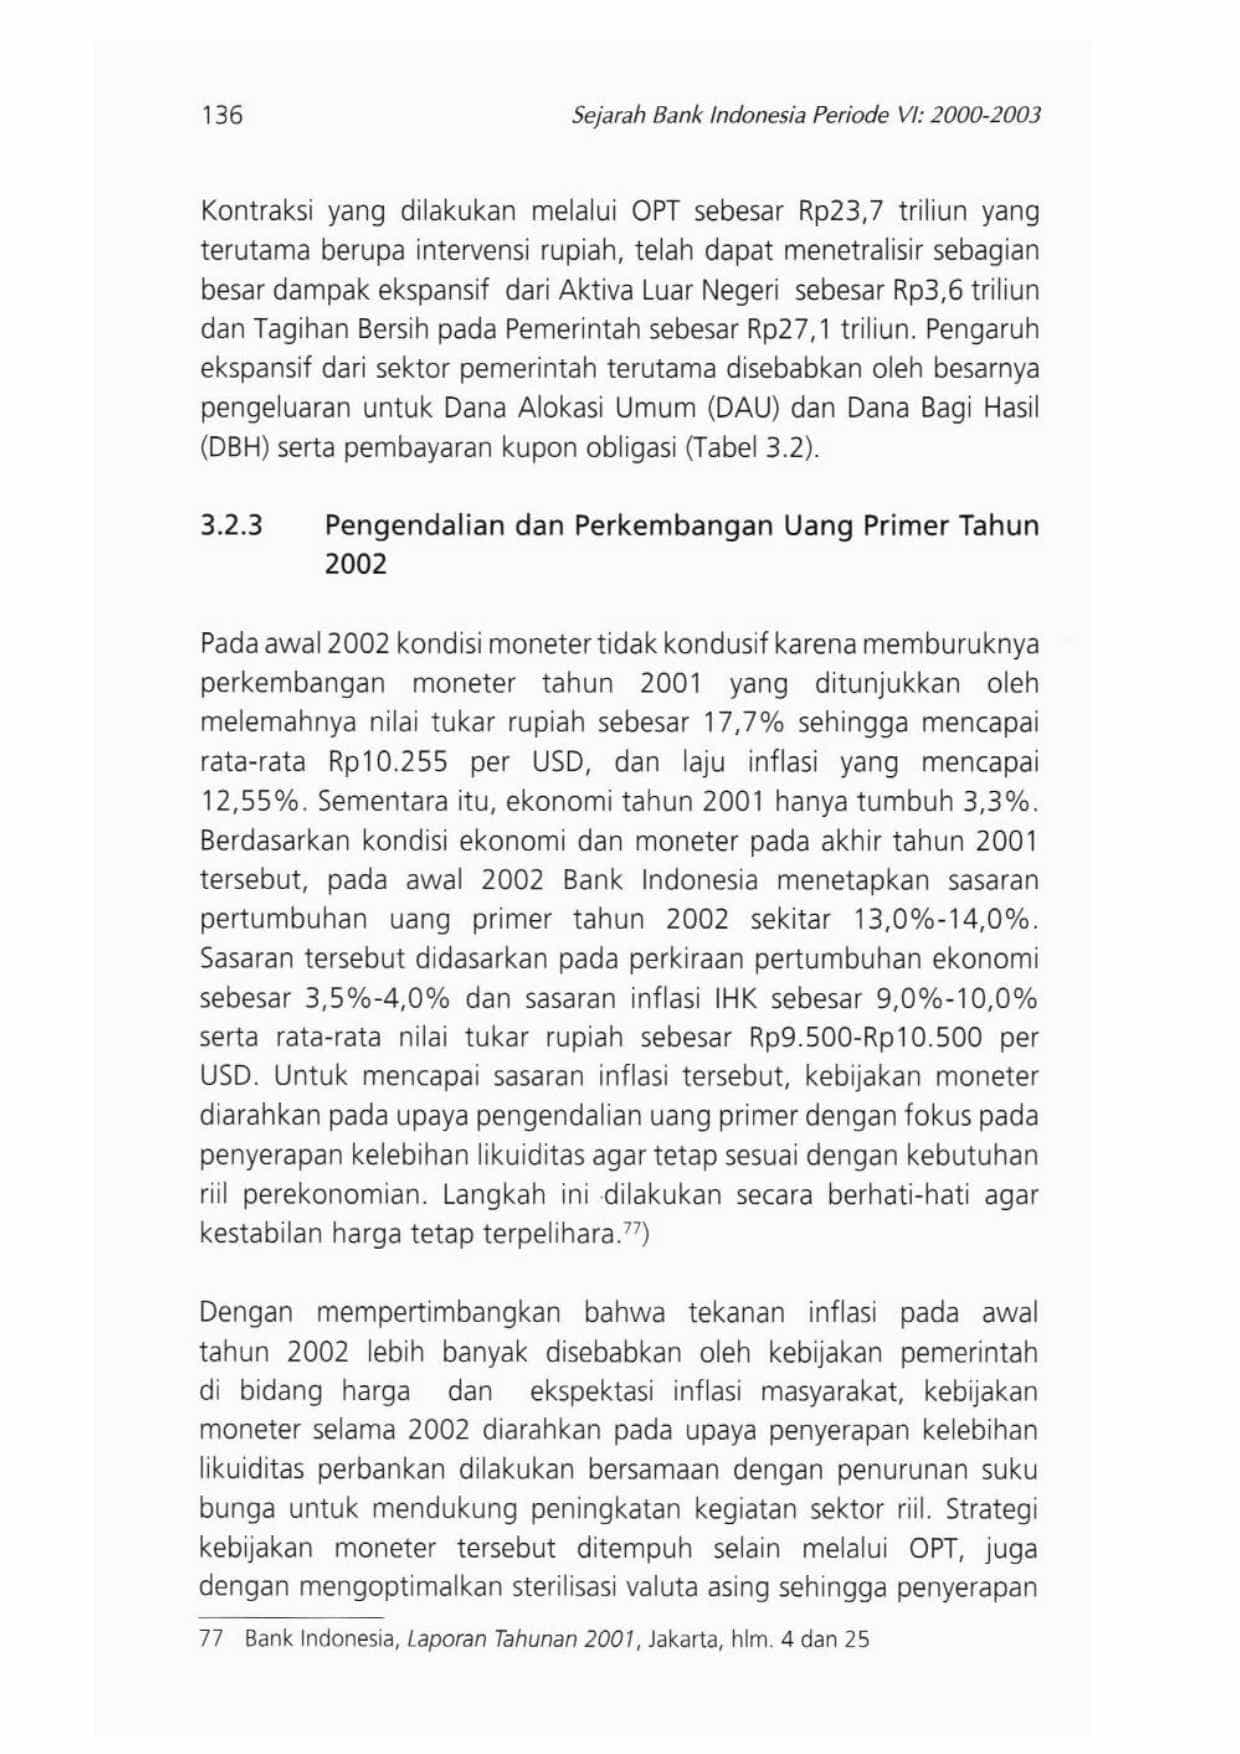 136 Sejarah Bank Indonesia Periode VI: 2000-2003
Kontraksi yang dilakukan melalui OPT sebesar Rp23,7 triliun yang
terutama berupa intervensi rupiah, telah dapat menetralisir sebagian
besar dampak ekspansif dari Aktiva Luar Negeri sebesar Rp3,6 triliun
dan Tagihan Bersih pada Pemerintah sebesar Rp27,1 triliun. Pengaruh
ekspansif dari sektor pemerintah terutama disebabkan oleh besarnya
pengeluaran untuk Dana Alokasi Umum (DAU) dan Dana Bagi Hasil
(DBH) serta pembayaran kupon obligasi (Tabel 3.2).
3.2.3 Pengendalian dan Perkembangan Uang Primer Tahun
2002
Pada awal 2002 kondisi moneter tidak kondusif karena memburuknya
perkembangan moneter tahun 2001 yang ditunjukkan oleh
melemahnya nilai tukar rupiah sebesar 17,7% sehingga mencapai
rata-rata Rp10.255 per USD, dan laju inflasi yang mencapai
12,55%. Sementara itu, ekonomi tahun 2001 hanya tumbuh 3,3%.
Berdasarkan kondisi ekonomi dan moneter pada akhir tahun 2001
tersebut, pada awal 2002 Bank Indonesia menetapkan sasaran
pertumbuhan uang primer tahun 2002 sekitar 13,0%-14,0%.
Sasaran tersebut didasarkan pada perkiraan pertumbuhan ekonomi
sebesar 3,5%-4,0% dan sasaran inflasi IHK sebesar 9,0%-10,0%
serta rata-rata nilai tukar rupiah sebesar Rp9.500-Rp10.500 per
USD. Untuk mencapai sasaran inflasi tersebut, kebijakan moneter
diarahkan pada upaya pengendalian uang primer dengan fokus pada
penyerapan kelebihan likuiditas agar tetap sesuai dengan kebutuhan
riil perekonomian. Langkah ini dilakukan secara berhati-hati agar
kestabilan harga tetap terpelihara.⁷⁷)
Dengan mempertimbangkan bahwa tekanan inflasi pada awal
tahun 2002 lebih banyak disebabkan oleh kebijakan pemerintah
di bidang harga dan ekspektasi inflasi masyarakat, kebijakan
moneter selama 2002 diarahkan pada upaya penyerapan kelebihan
likuiditas perbankan dilakukan bersamaan dengan penurunan suku
bunga untuk mendukung peningkatan kegiatan sektor riil. Strategi
kebijakan moneter tersebut ditempuh selain melalui OPT, juga
dengan mengoptimalkan sterilisasi valuta asing sehingga penyerapan
77 Bank Indonesia, Laporan Tahunan 2001, Jakarta, hlm. 4 dan 25